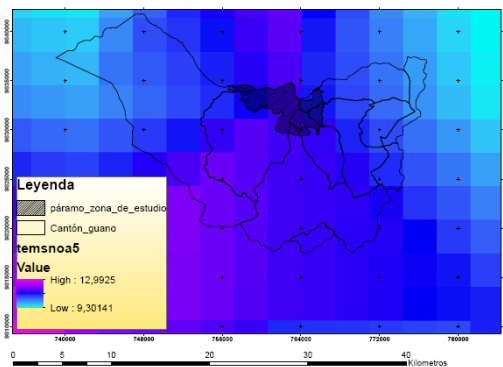 Leyenda
páramo_zona_de_estudio
Cantón_guano
temsnoa5
Value
High : 12,9925
Low : 9,30141
740000 748000 756000 764000 772000 780000
0 5 10 20 30 40
Kilometros